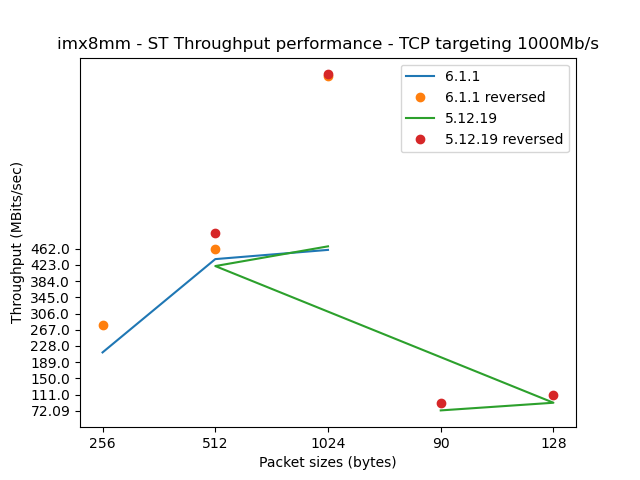 imx8mm - ST Throughput performance - TCP targeting 1000Mb/s
6.1.1
6.1.1 reversed
5.12.19
5.12.19 reversed
Throughput (MBits/sec)
462.0
423.0
384.0
345.0
306.0
267.0
228.0
189.0
150.0
111.0
72.09
256 512 1024 90 128
Packet sizes (bytes)